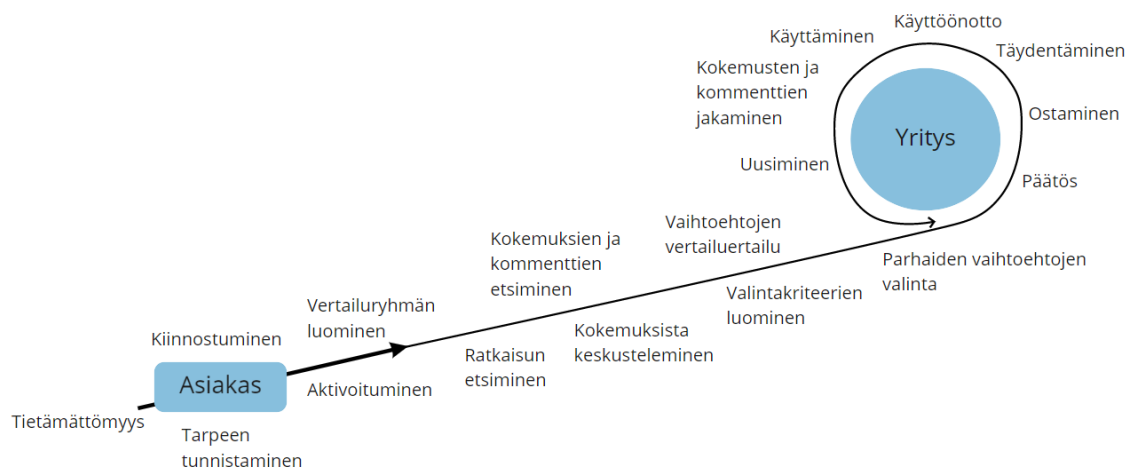 Käyttöönotto
Käyttäminen
Täydentäminen
Kokemusten ja
kommenttien
jakaminen
Ostaminen
Yritys
Uusiminen
Päätös
Vaihtoehtojen
vertailuertailu
Kokemuksien ja
kommenttien
etsiminen
Parhaiden vaihtoehtojen
valinta
Valintakriteerien
luominen
Vertailuryhmän
luominen
Kokemuksista
keskusteleminen
Kiinnostuminen
Ratkaisun
etsiminen
Asiakas
Aktivoituminen
Tietämättömyys
Tarpeen
tunnistaminen